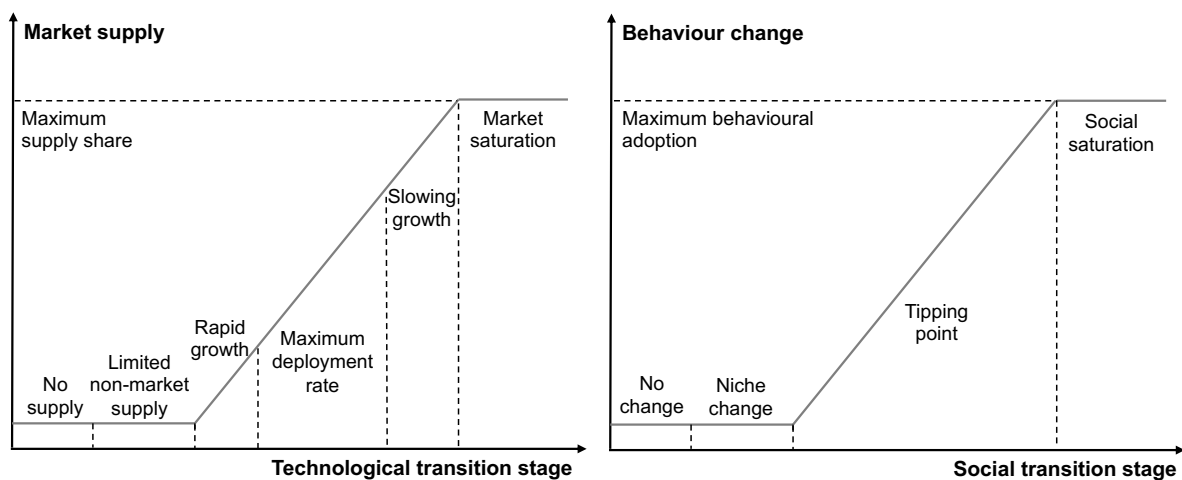 Market supply
Maximum
supply share
Market
saturation
Slowing
growth
Rapid
growth
Maximum
deployment
rate
Limited
non-market
supply
No
supply
Technological transition stage
Behaviour change
Maximum behavioural
adoption
Social
saturation
Tipping
point
No
change
Niche
change
Social transition stage